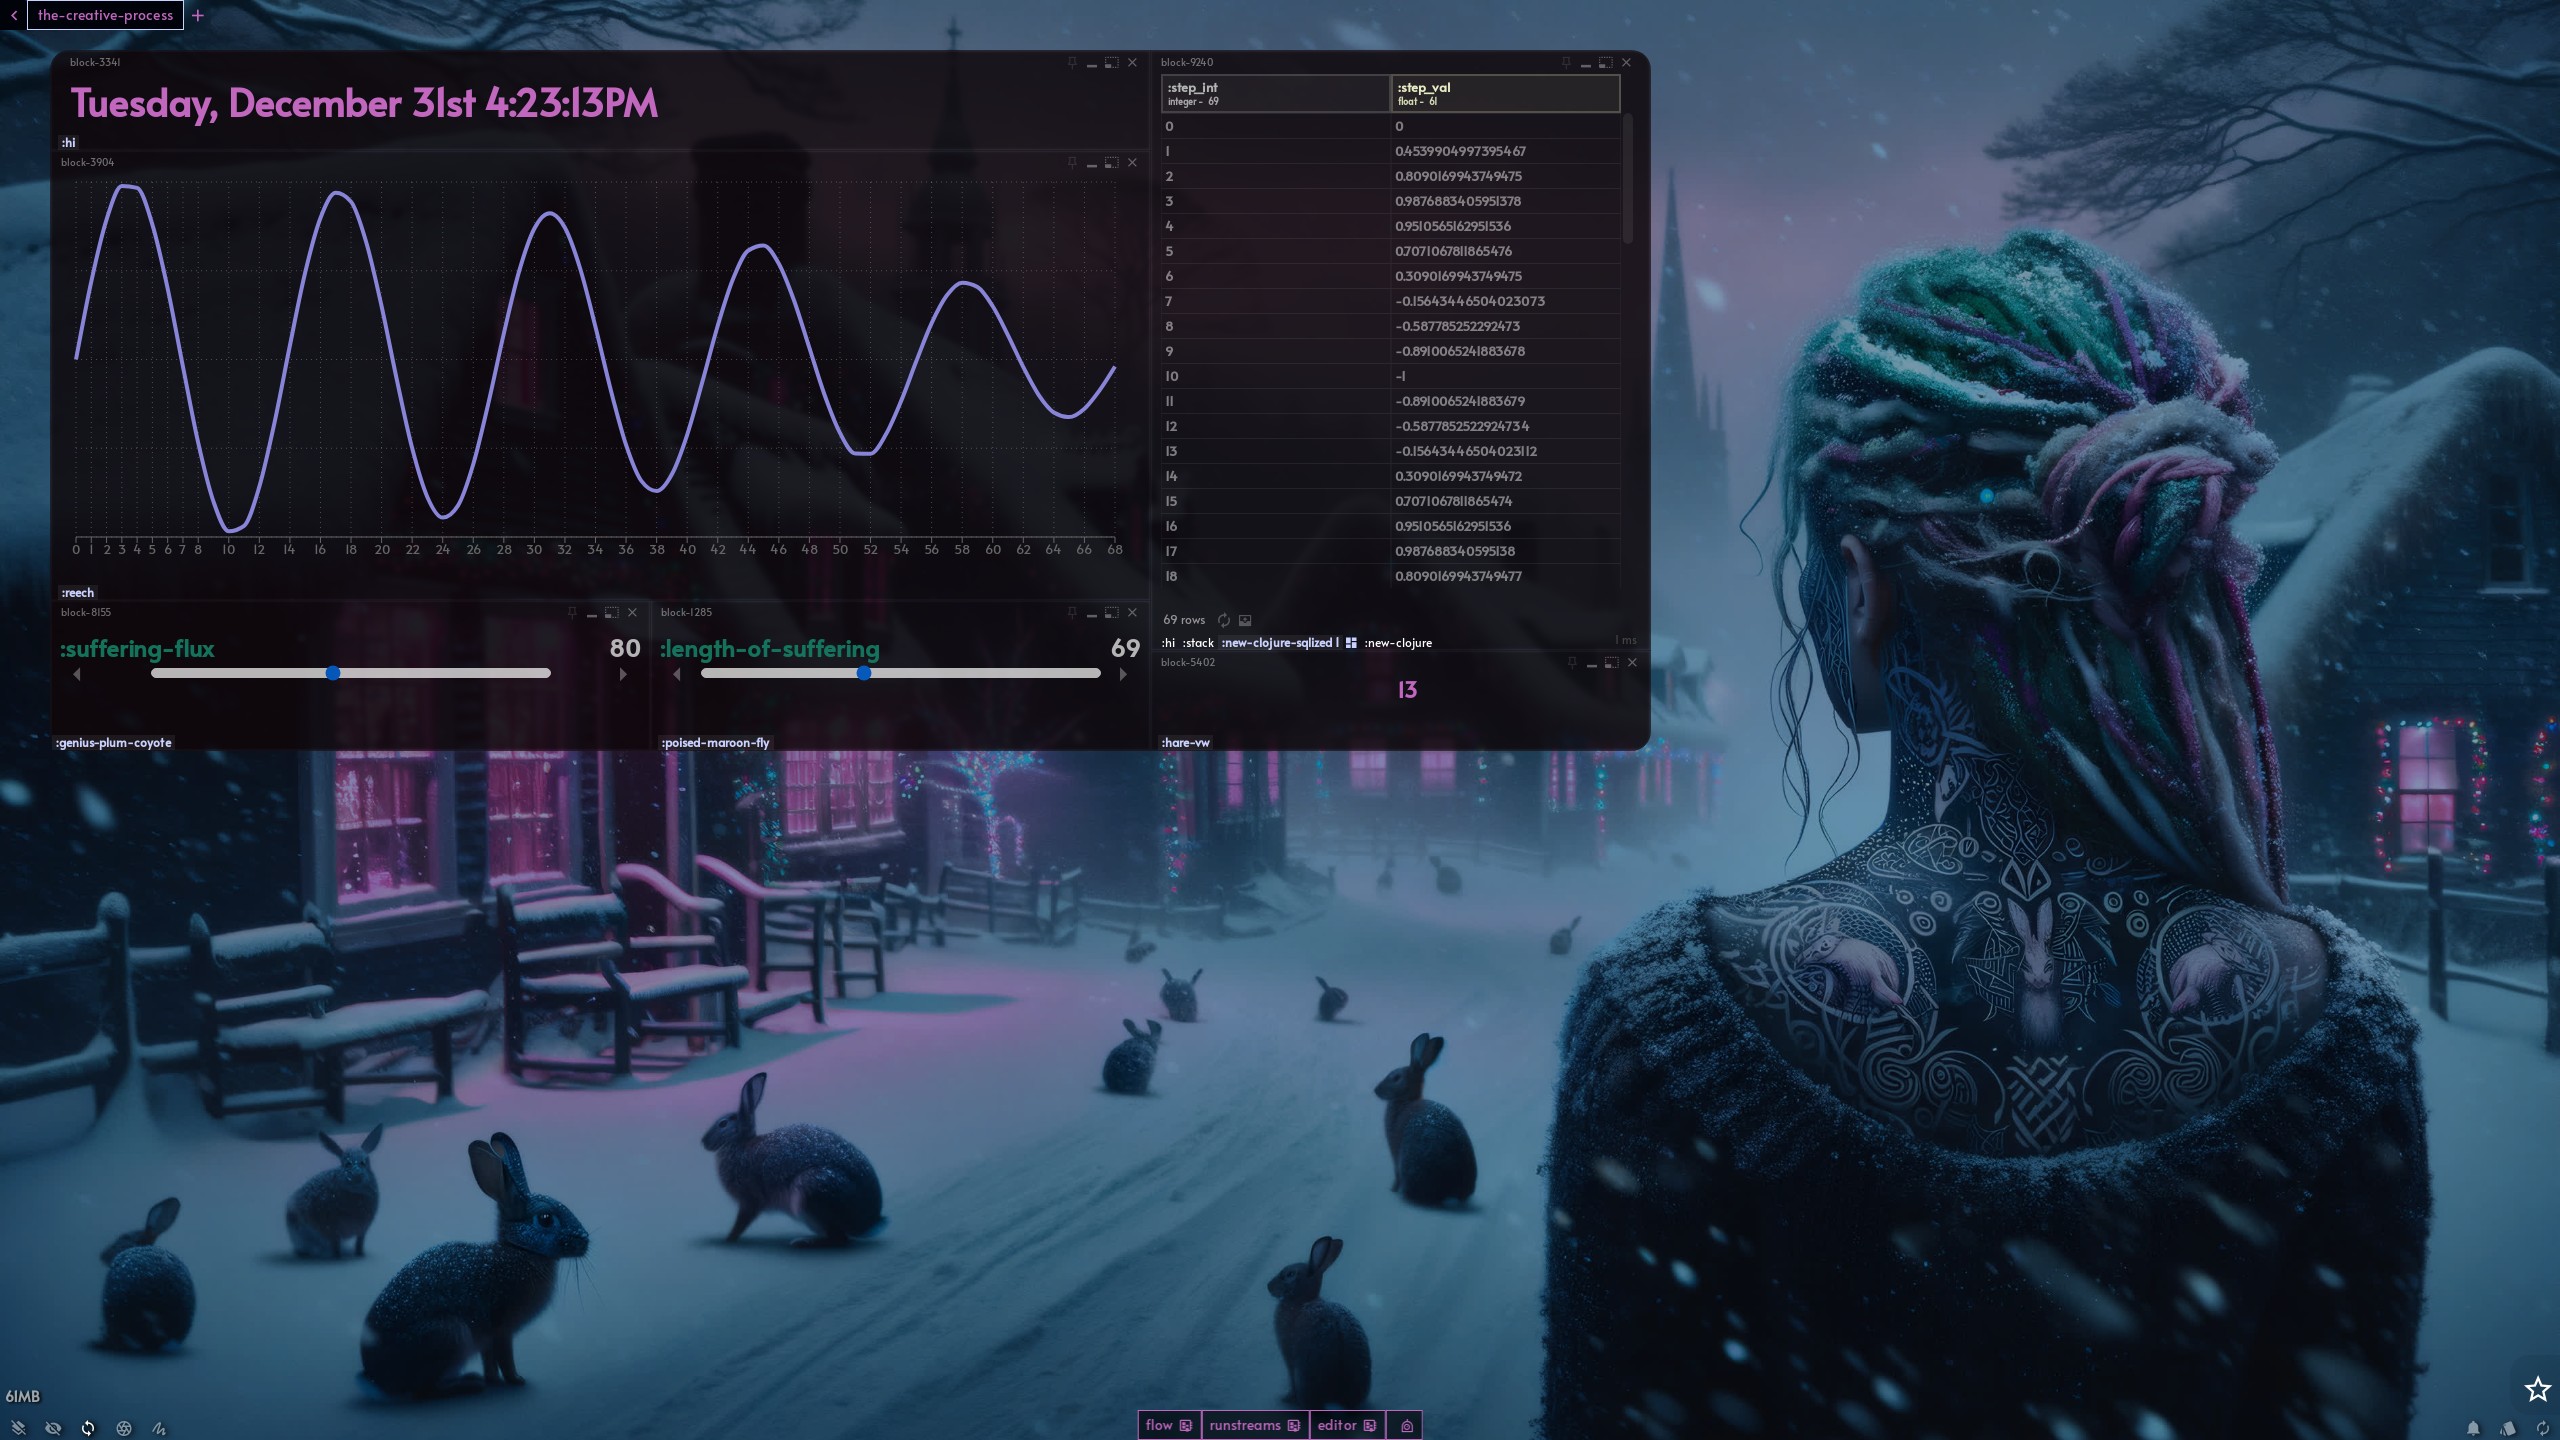 the-creative-process +
block-3341
Tuesday, December 31st 4:23:13PM
:hi
block-3904
0 1 2 3 4 5 6 7 8 10 12 14 16 18 20 22 24 26 28 30 32 34 36 38 40 42 44 46 48 50 52 54 56 58 60 62 64 66 68
:reech
block-8155
:suffering-flux 80
:genius-plum-coyote
block-1285
:length-of-suffering 69
:poised-maroon-fly
block-9240
:step_int :step_val
integer - 69 float - 61
0 0
1 0.4539904997395467
2 0.8090169943749475
3 0.9876883405951378
4 0.9510565162951536
5 0.7071067811865476
6 0.3090169943749475
7 -0.15643446504023073
8 -0.587785252292473
9 -0.8910065241883678
10 -1
11 -0.8910065241883679
12 -0.5877852522924734
13 -0.15643446504023112
14 0.3090169943749472
15 0.7071067811865474
16 0.9510565162951536
17 0.987688340595138
18 0.8090169943749477
69 rows
1 ms
:hi :stack :new-clojure-sqlized 1 :new-clojure
block-5402
13
:hare-vw
61MB
flow runstreams editor